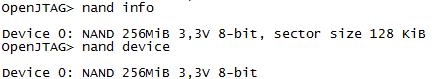 OpenJTAG> nand info
Device 0: NAND 256MiB 3,3V 8-bit, sector size 128 KiB
OpenJTAG> nand device
Device 0: NAND 256MiB 3,3V 8-bit